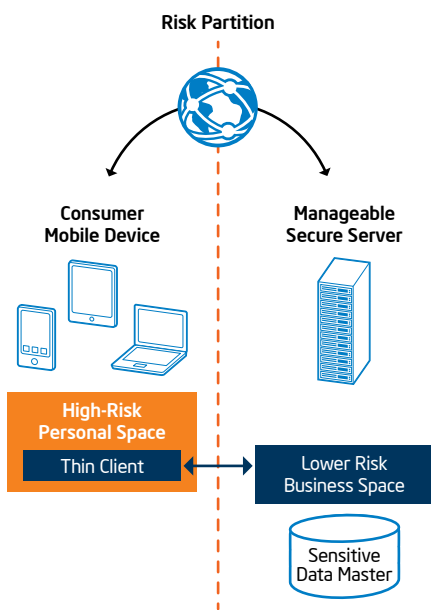 Risk Partition
Consumer
Mobile Device
Manageable
Secure Server
High-Risk
Personal Space
Thin Client
Lower Risk
Business Space
Sensitive
Data Master